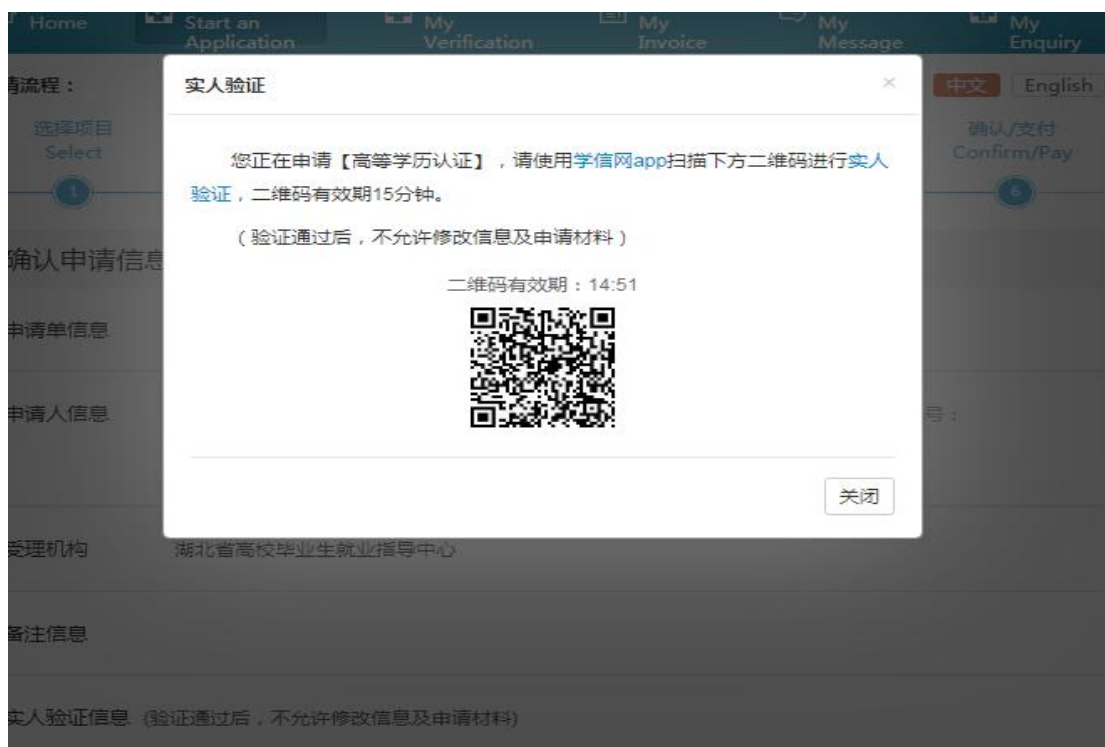 Home
Start an
Application
My
Verification
My
Invoice
My
Message
My
Enquiry
请流程：
中文
English
选择项目
Select
确认/支付
Confirm/Pay
1
6
实人验证
×
您正在申请【高等学历认证】，请使用学信网app扫描下方二维码进行实人
验证，二维码有效期15分钟。
（验证通过后，不允许修改信息及申请材料）
二维码有效期：14:51
关闭
确认申请信息
申请单信息
申请人信息
号：
受理机构 湖北省高校毕业生就业指导中心
备注信息
实人验证信息 (验证通过后，不允许修改信息及申请材料)